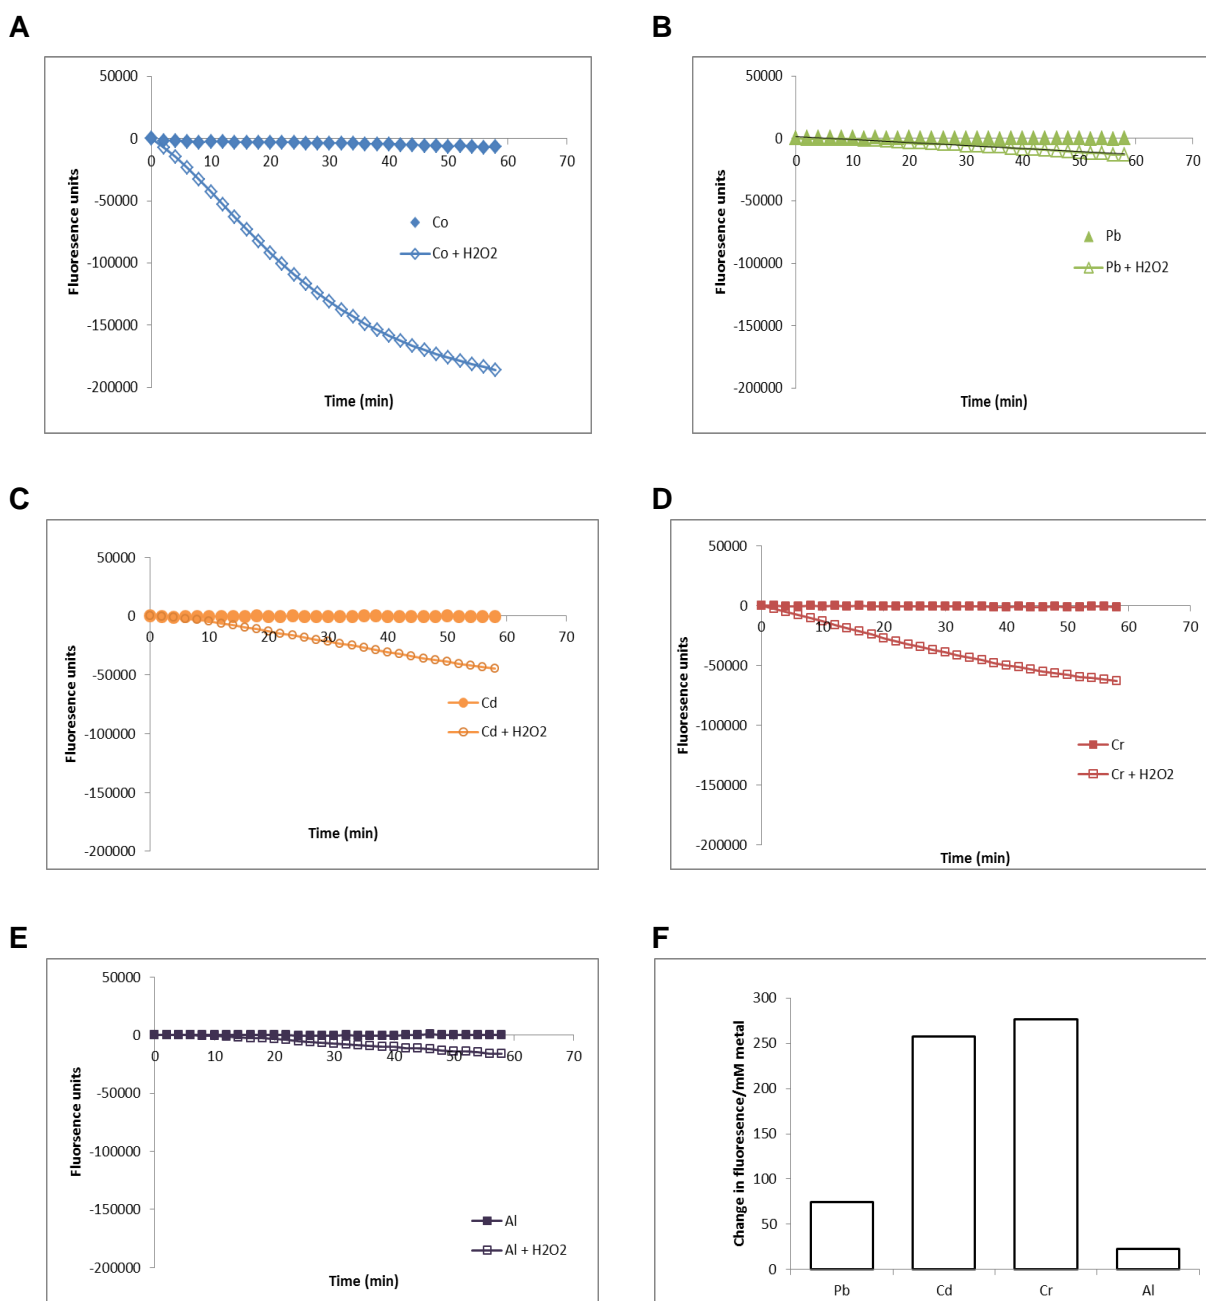 A
B
50000
0
-50000
-100000
-150000
-200000
0 10 20 30 40 50 60 70
Fluoresence units
Time (min)
Co
Co + H2O2
50000
0
-50000
-100000
-150000
-200000
0 10 20 30 40 50 60 70
Fluoresence units
Time (min)
Pb
Pb + H2O2
C
D
50000
0
-50000
-100000
-150000
-200000
0 10 20 30 40 50 60 70
Fluoresence units
Time (min)
Cd
Cd + H2O2
50000
0
-50000
-100000
-150000
-200000
0 10 20 30 40 50 60 70
Fluoresence units
Time (min)
Cr
Cr + H2O2
E
F
50000
0
-50000
-100000
-150000
-200000
0 10 20 30 40 50 60 70
Fluorsence units
Time (min)
Al
Al + H2O2
300
250
200
150
100
50
0
Change in fluoresence/mM metal
Pb Cd Cr Al